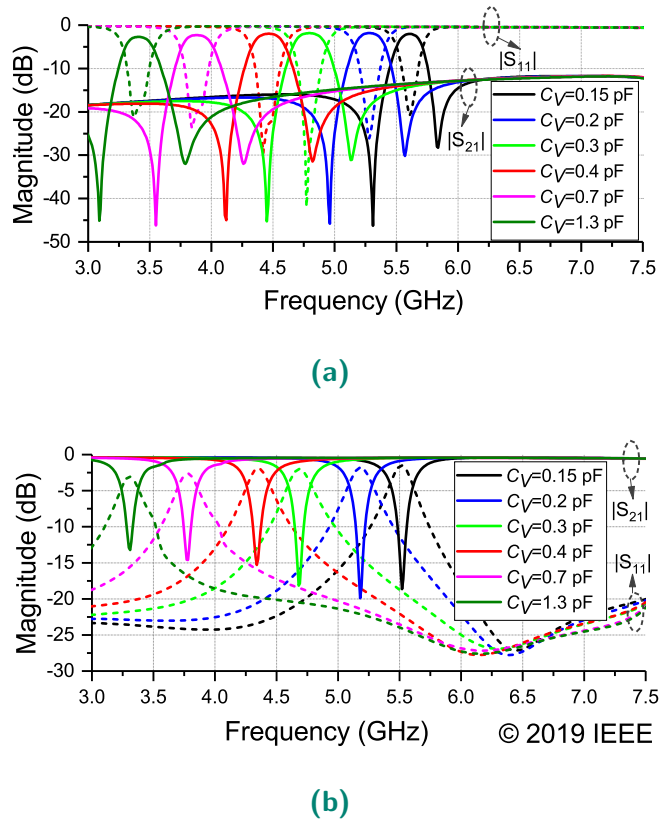 0
-10
-20
-30
-40
-50
Magnitude (dB)
|S11|
|S21|
CV=0.15 pF
CV=0.2 pF
CV=0.3 pF
CV=0.4 pF
CV=0.7 pF
CV=1.3 pF
3.0 3.5 4.0 4.5 5.0 5.5 6.0 6.5 7.0 7.5
Frequency (GHz)
(a)
0
-5
-10
-15
-20
-25
-30
Magnitude (dB)
CV=0.15 pF
CV=0.2 pF
CV=0.3 pF
CV=0.4 pF
CV=0.7 pF
CV=1.3 pF
|S21|
|S11|
3.0 3.5 4.0 4.5 5.0 5.5 6.0 6.5 7.0 7.5
Frequency (GHz)
© 2019 IEEE
(b)